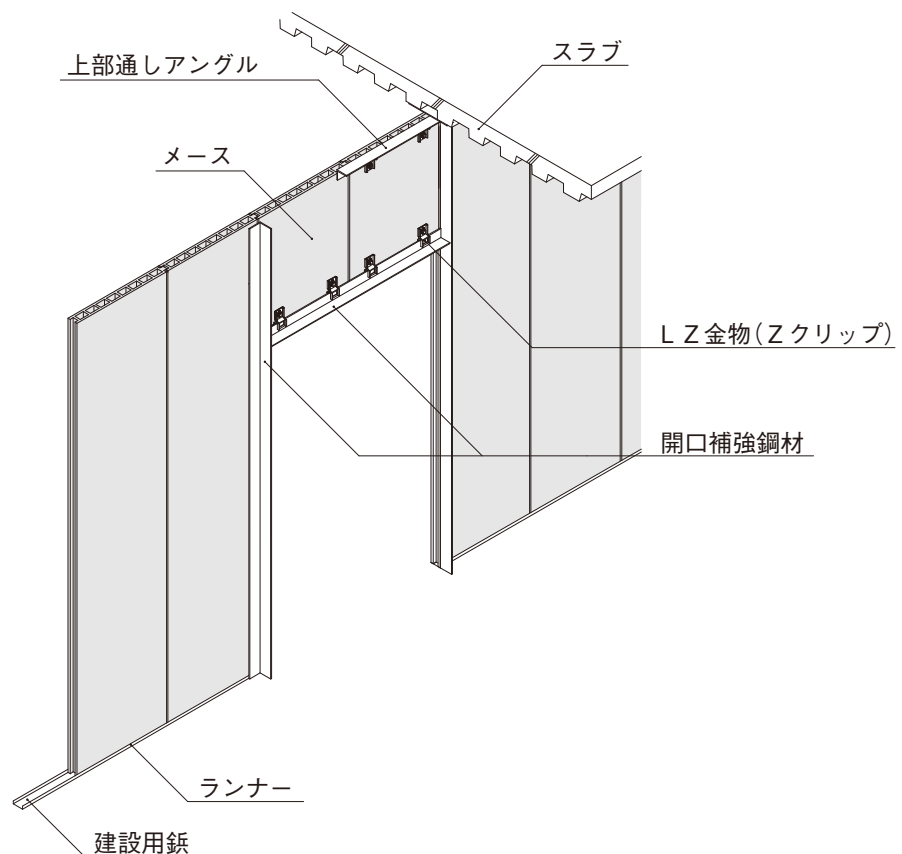 スラブ
上部通しアングル
メース
ＬＺ金物(Ｚクリップ)
開口補強鋼材
ランナー
建設用鋲